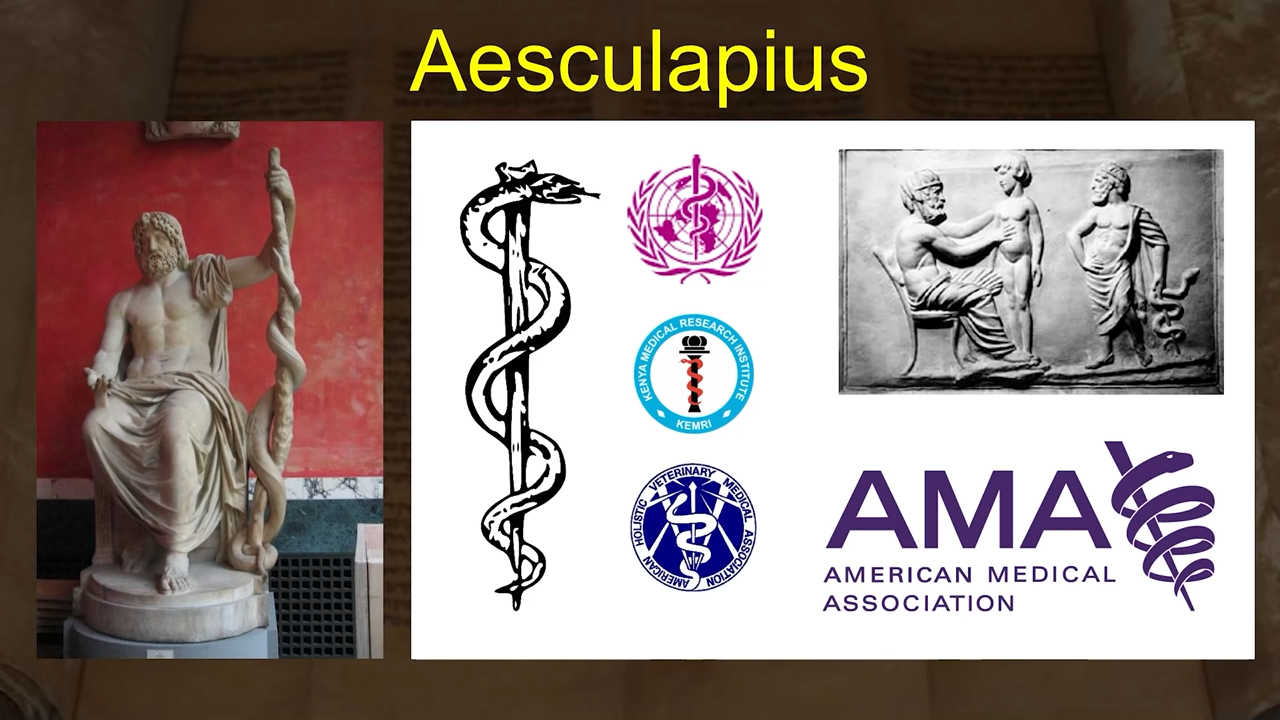 Aesculapius
KENYA MEDICAL RESEARCH INSTITUTE
KEMRI
AMERICAN HOLISTIC VETERINARY MEDICAL ASSOCIATION
AMA
AMERICAN MEDICAL
ASSOCIATION